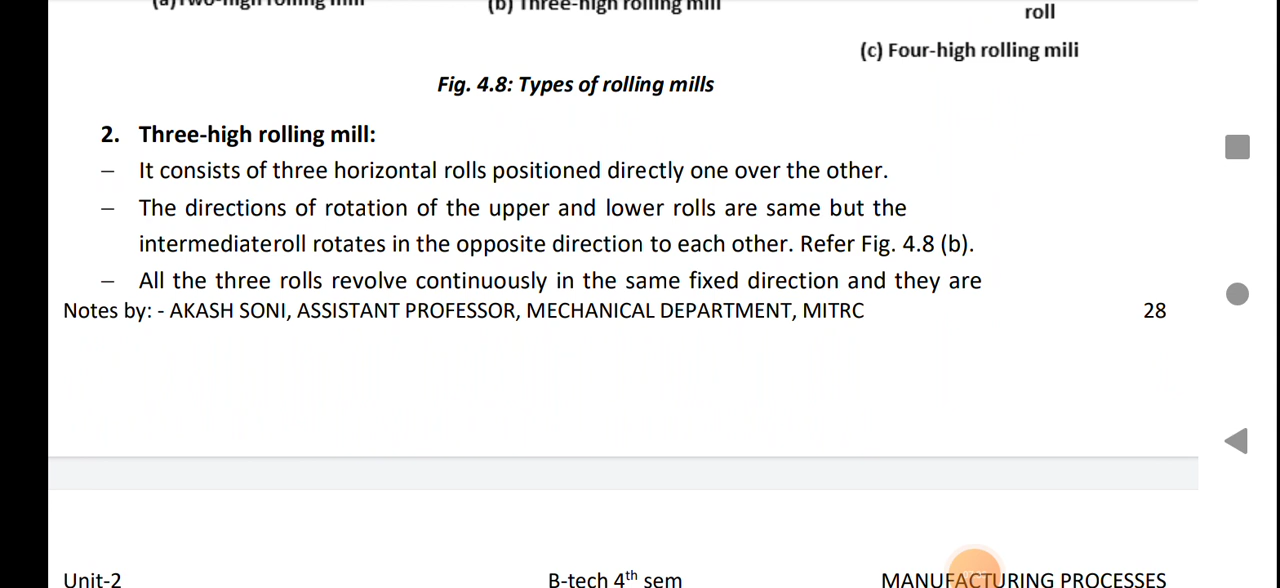 (a)Two-high rolling mill
(b) Three-high rolling mill
roll
(c) Four-high rolling mili
Fig. 4.8: Types of rolling mills
2. Three-high rolling mill:
– It consists of three horizontal rolls positioned directly one over the other.
– The directions of rotation of the upper and lower rolls are same but the
intermediateroll rotates in the opposite direction to each other. Refer Fig. 4.8 (b).
– All the three rolls revolve continuously in the same fixed direction and they are
Notes by: - AKASH SONI, ASSISTANT PROFESSOR, MECHANICAL DEPARTMENT, MITRC 28
Unit-2 B-tech 4th sem MANUFACTURING PROCESSES